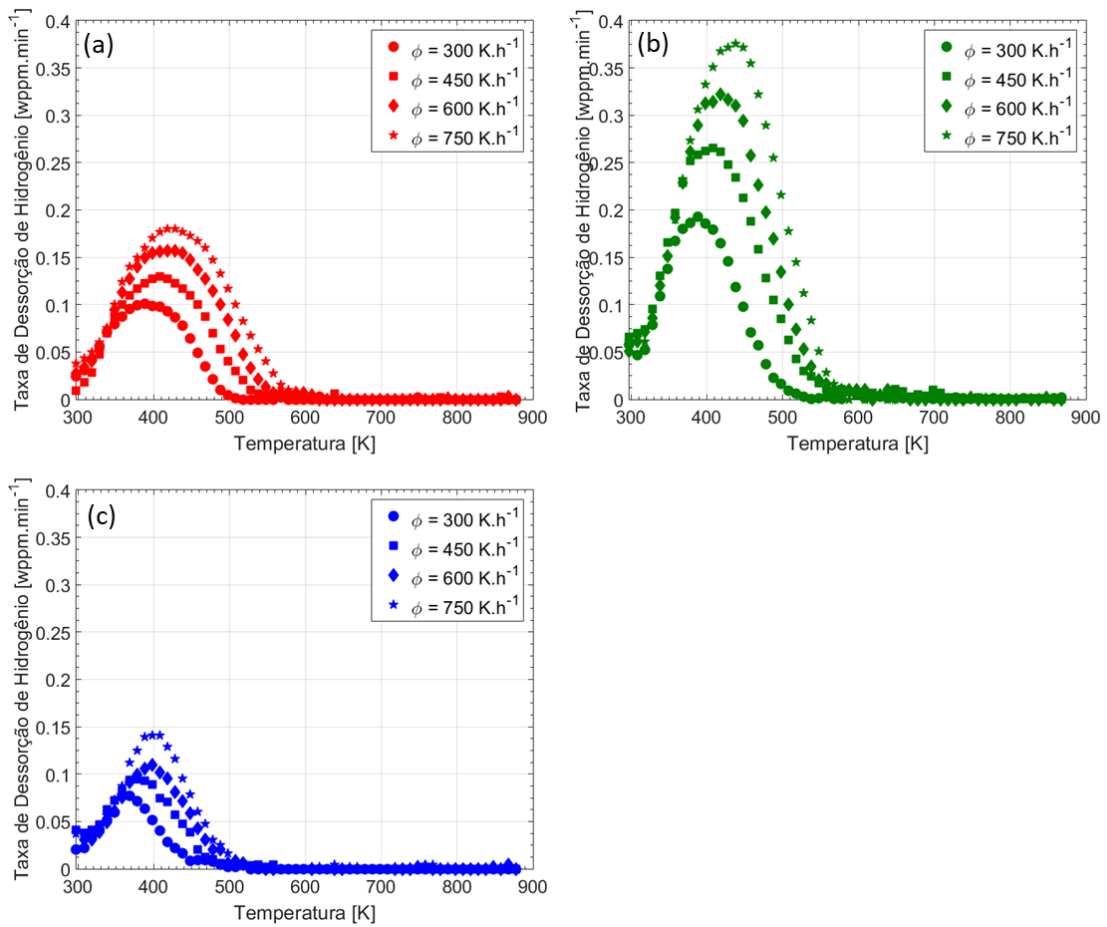 (a)
ϕ = 300 K.h⁻¹
ϕ = 450 K.h⁻¹
ϕ = 600 K.h⁻¹
ϕ = 750 K.h⁻¹
Taxa de Dessorção de Hidrogênio [wppm.min⁻¹]
0.4
0.35
0.3
0.25
0.2
0.15
0.1
0.05
0
300 400 500 600 700 800 900
Temperatura [K]
(b)
ϕ = 300 K.h⁻¹
ϕ = 450 K.h⁻¹
ϕ = 600 K.h⁻¹
ϕ = 750 K.h⁻¹
Taxa de Dessorção de Hidrogênio [wppm.min⁻¹]
0.4
0.35
0.3
0.25
0.2
0.15
0.1
0.05
0
300 400 500 600 700 800 900
Temperatura [K]
(c)
ϕ = 300 K.h⁻¹
ϕ = 450 K.h⁻¹
ϕ = 600 K.h⁻¹
ϕ = 750 K.h⁻¹
Taxa de Dessorção de Hidrogênio [wppm.min⁻¹]
0.4
0.35
0.3
0.25
0.2
0.15
0.1
0.05
0
300 400 500 600 700 800 900
Temperatura [K]